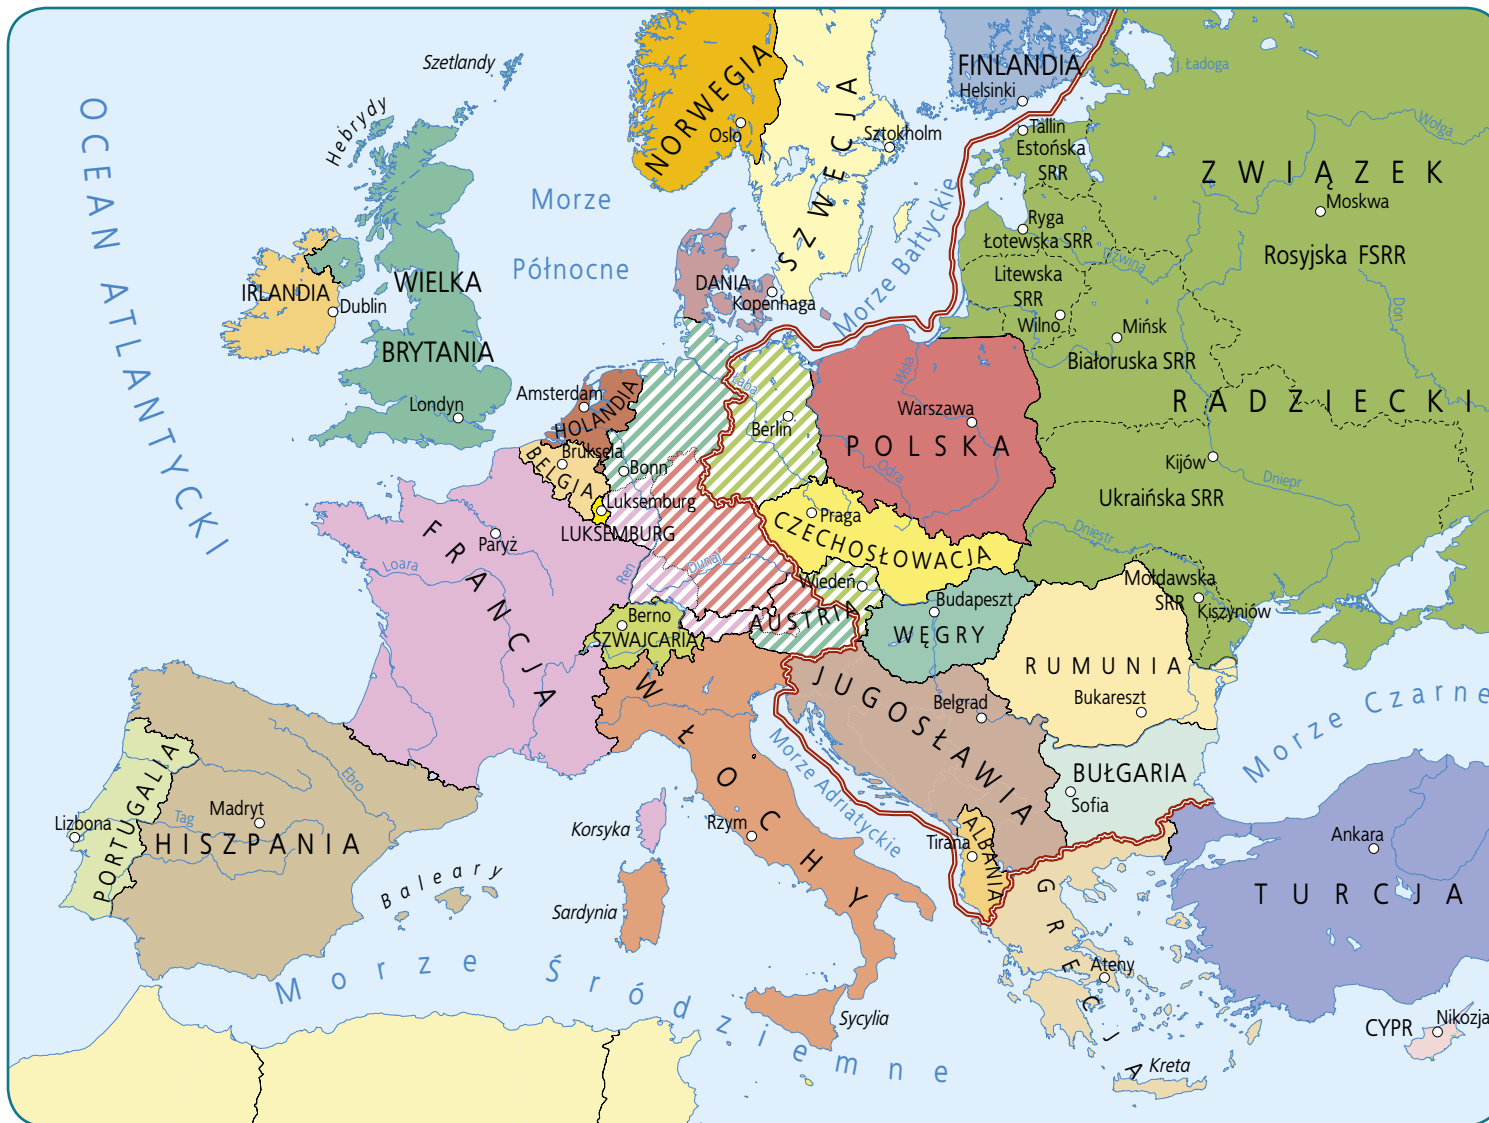 OCEAN ATLANTYCKI
Szetlandy
Hebrydy
Morze
Północne
NORWEGIA
Oslo
SZWECJA
Sztokholm
FINLANDIA
Helsinki
j. Ładoga
Wołga
Tallin
Estońska
SRR
ZWIĄZEK
Moskwa
Ryga
Łotewska SRR
Dźwina
Rosyjska FSRR
Litewska
SRR
Wilno
Mińsk
Białoruska SRR
Don
RADZIECKI
Morze Bałtyckie
DANIA
Kopenhaga
IRLANDIA
Dublin
WIELKA
BRYTANIA
Londyn
Amsterdam
HOLANDIA
Łaba
Berlin
Wisła
Warszawa
POLSKA
Odra
Kijów
Dniepr
Ukraińska SRR
Bruksela
BELGIA
Bonn
Luksemburg
LUKSEMBURG
Praga
CZECHOSŁOWACJA
Dniestr
Paryż
FRANCJA
Loara
Ren
Dunaj
Wiedeń
AUSTRIA
Mołdawska
SRR
Kiszyniów
Berno
SZWAJCARIA
Budapeszt
WĘGRY
RUMUNIA
Bukareszt
Belgrad
JUGOSŁAWIA
WŁOCHY
Morze Adriatyckie
BUŁGARIA
Sofia
Morze Czarne
PORTUGALIA
Lizbona
Tag
Madryt
HISZPANIA
Ebro
Baleary
Korsyka
Rzym
Sardynia
Tirana
ALBANIA
GRECJA
Ateny
Ankara
TURCJA
Sycylia
Kreta
CYPR
Nikozja
Morze Śródziemne